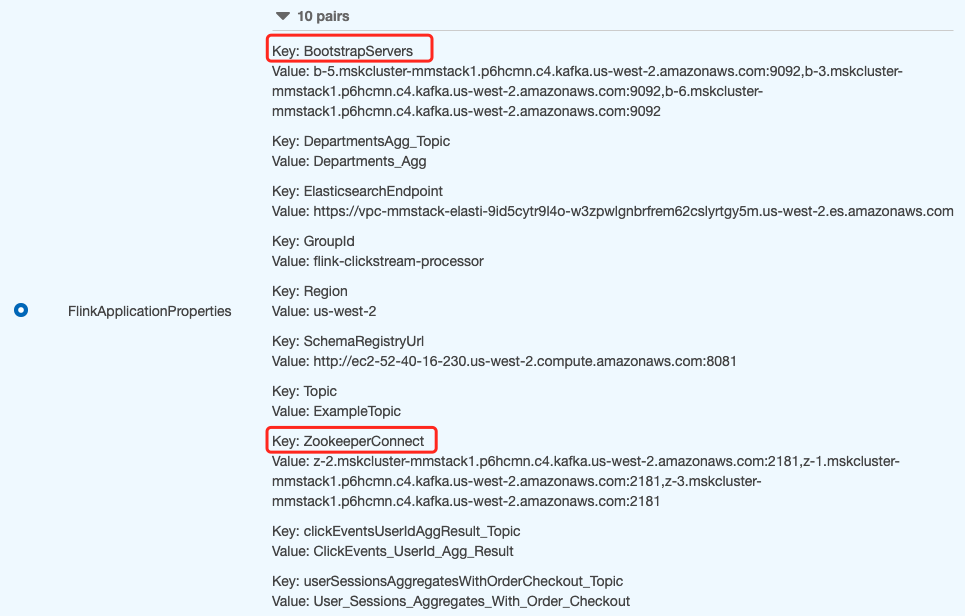 10 pairs
Key: BootstrapServers
Value: b-5.mskcluster-mmstack1.p6hcmn.c4.kafka.us-west-2.amazonaws.com:9092,b-3.mskcluster-
mmstack1.p6hcmn.c4.kafka.us-west-2.amazonaws.com:9092,b-6.mskcluster-
mmstack1.p6hcmn.c4.kafka.us-west-2.amazonaws.com:9092
Key: DepartmentsAgg_Topic
Value: Departments_Agg
Key: ElasticsearchEndpoint
Value: https://vpc-mmstack-elasti-9id5cytr9l4o-w3zpwlgnbrfrem62cslyrtgy5m.us-west-2.es.amazonaws.com
Key: GroupId
Value: flink-clickstream-processor
Key: Region
FlinkApplicationProperties
Value: us-west-2
Key: SchemaRegistryUrl
Value: http://ec2-52-40-16-230.us-west-2.compute.amazonaws.com:8081
Key: Topic
Value: ExampleTopic
Key: ZookeeperConnect
Value: z-2.mskcluster-mmstack1.p6hcmn.c4.kafka.us-west-2.amazonaws.com:2181,z-1.mskcluster-
mmstack1.p6hcmn.c4.kafka.us-west-2.amazonaws.com:2181,z-3.mskcluster-
mmstack1.p6hcmn.c4.kafka.us-west-2.amazonaws.com:2181
Key: clickEventsUserIdAggResult_Topic
Value: ClickEvents_UserId_Agg_Result
Key: userSessionsAggregatesWithOrderCheckout_Topic
Value: User_Sessions_Aggregates_With_Order_Checkout